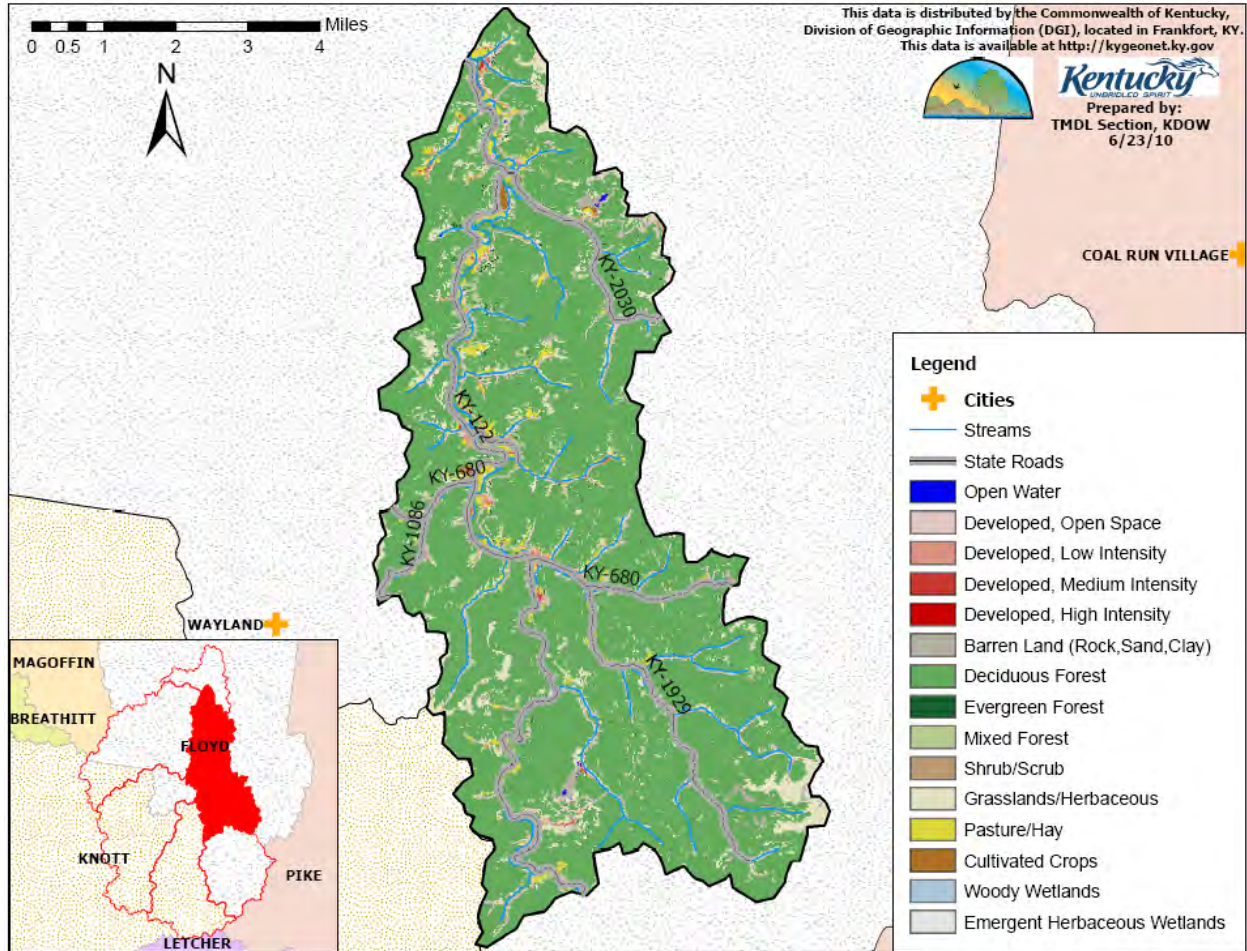 Miles
0 0.5 1 2 3 4
N
This data is distributed by the Commonwealth of Kentucky,
Division of Geographic Information (DGI), located in Frankfort, KY.
This data is available at http://kygeonet.ky.gov
Kentucky
UNBRIDLED SPIRIT
Prepared by:
TMDL Section, KDOW
6/23/10
COAL RUN VILLAGE
KY-2030
KY-122
KY-680
KY-1086
KY-680
KY-1929
WAYLAND
MAGOFFIN
BREATHITT
FLOYD
KNOTT
PIKE
LETCHER
Legend
Cities
Streams
State Roads
Open Water
Developed, Open Space
Developed, Low Intensity
Developed, Medium Intensity
Developed, High Intensity
Barren Land (Rock,Sand,Clay)
Deciduous Forest
Evergreen Forest
Mixed Forest
Shrub/Scrub
Grasslands/Herbaceous
Pasture/Hay
Cultivated Crops
Woody Wetlands
Emergent Herbaceous Wetlands